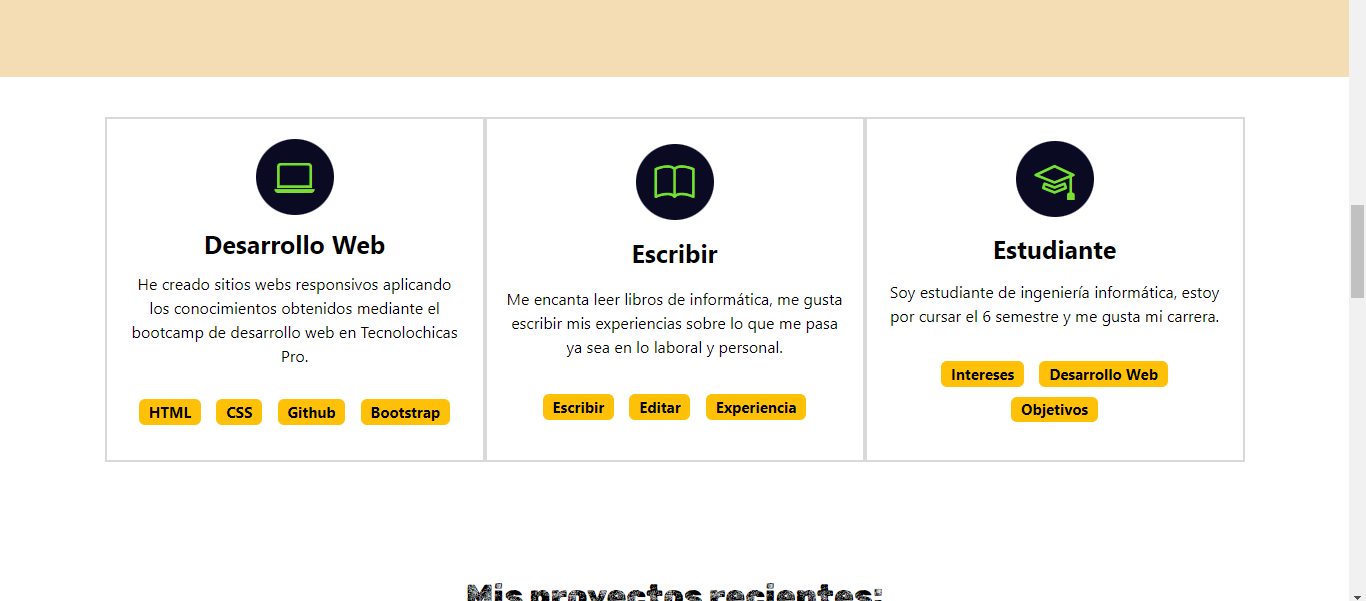 Desarrollo Web
He creado sitios webs responsivos aplicando
los conocimientos obtenidos mediante el
bootcamp de desarrollo web en Tecnolochicas
Pro.
HTML CSS Github Bootstrap
Escribir
Me encanta leer libros de informática, me gusta
escribir mis experiencias sobre lo que me pasa
ya sea en lo laboral y personal.
Escribir Editar Experiencia
Estudiante
Soy estudiante de ingeniería informática, estoy
por cursar el 6 semestre y me gusta mi carrera.
Intereses Desarrollo Web
Objetivos
Mis proyectos recientes: